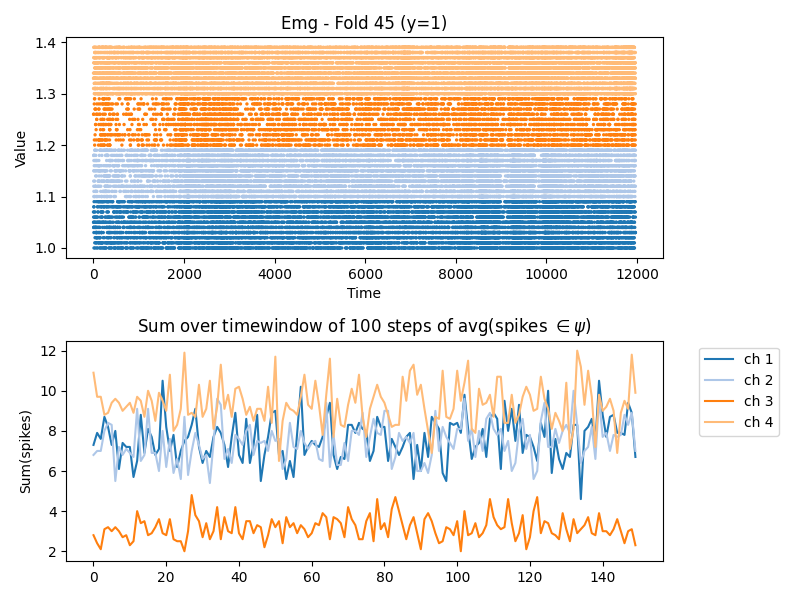 Emg - Fold 45 (y=1)
1.4
1.3
1.2
1.1
1.0
Value
0 2000 4000 6000 8000 10000 12000
Time
Sum over timewindow of 100 steps of avg(spikes ∈ ψ)
12
10
8
6
4
2
Sum(spikes)
0 20 40 60 80 100 120 140
ch 1
ch 2
ch 3
ch 4